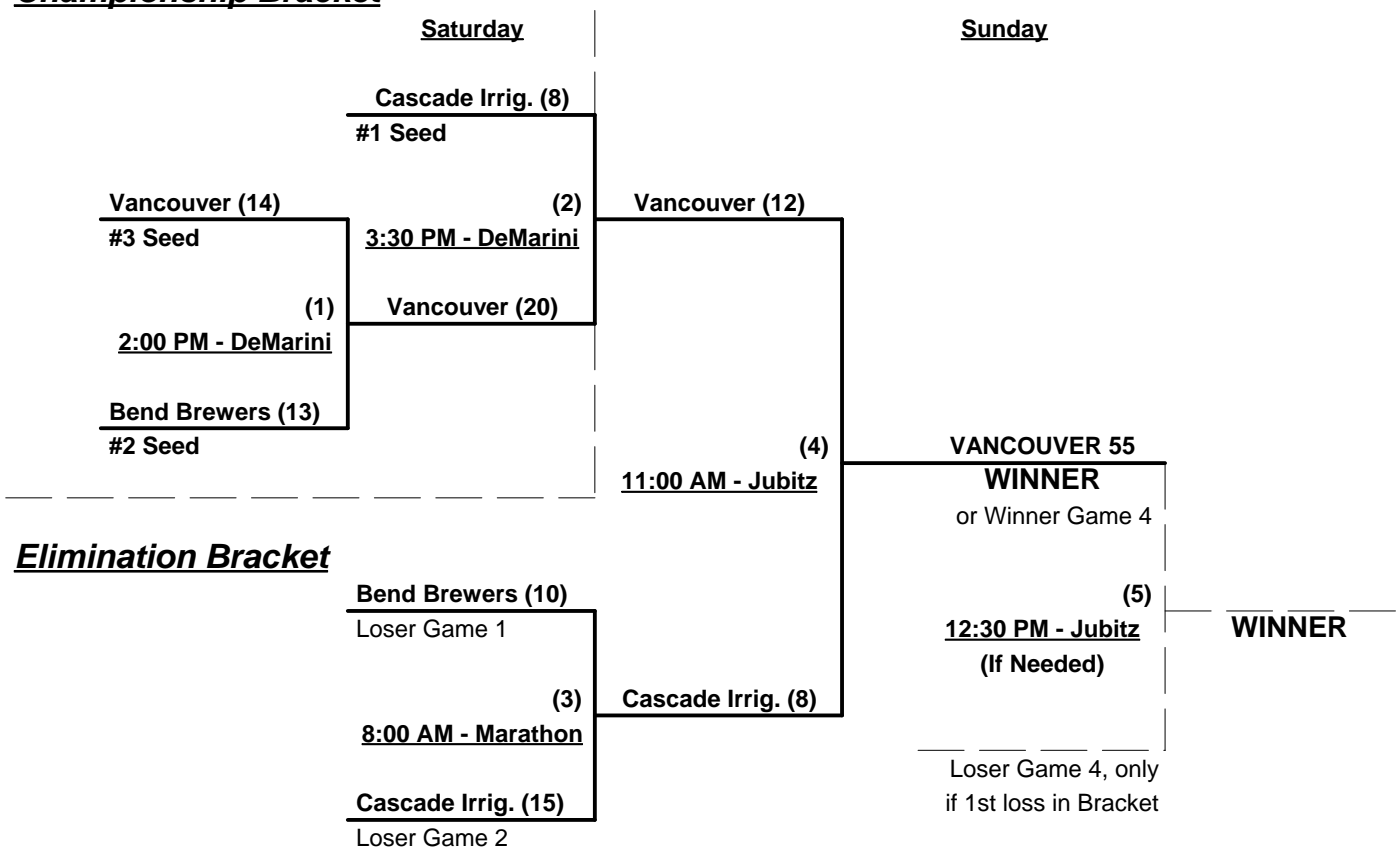 Championship Bracket
Saturday
Sunday
Cascade Irrig. (8)
#1 Seed
Vancouver (14)
(2)
Vancouver (12)
#3 Seed
3:30 PM - DeMarini
(1)
Vancouver (20)
2:00 PM - DeMarini
Bend Brewers (13)
#2 Seed
(4)
VANCOUVER 55
11:00 AM - Jubitz
WINNER
or Winner Game 4
Elimination Bracket
Bend Brewers (10)
Loser Game 1
(5)
12:30 PM - Jubitz
WINNER
(If Needed)
(3)
Cascade Irrig. (8)
8:00 AM - Marathon
Loser Game 4, only
if 1st loss in Bracket
Cascade Irrig. (15)
Loser Game 2